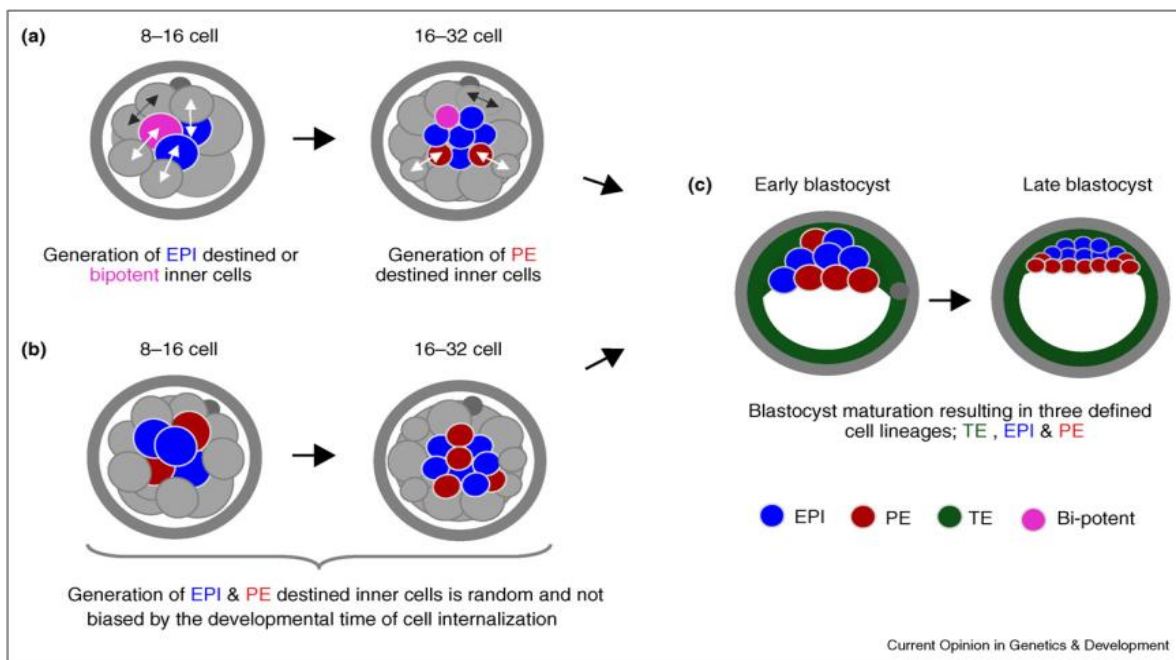 (a)
8–16 cell
16–32 cell
Generation of EPI destined or
bipotent inner cells
Generation of PE
destined inner cells
(b)
8–16 cell
16–32 cell
Generation of EPI & PE destined inner cells is random and not
biased by the developmental time of cell internalization
(c)
Early blastocyst
Late blastocyst
Blastocyst maturation resulting in three defined
cell lineages; TE , EPI & PE
EPI
PE
TE
Bi-potent
Current Opinion in Genetics & Development